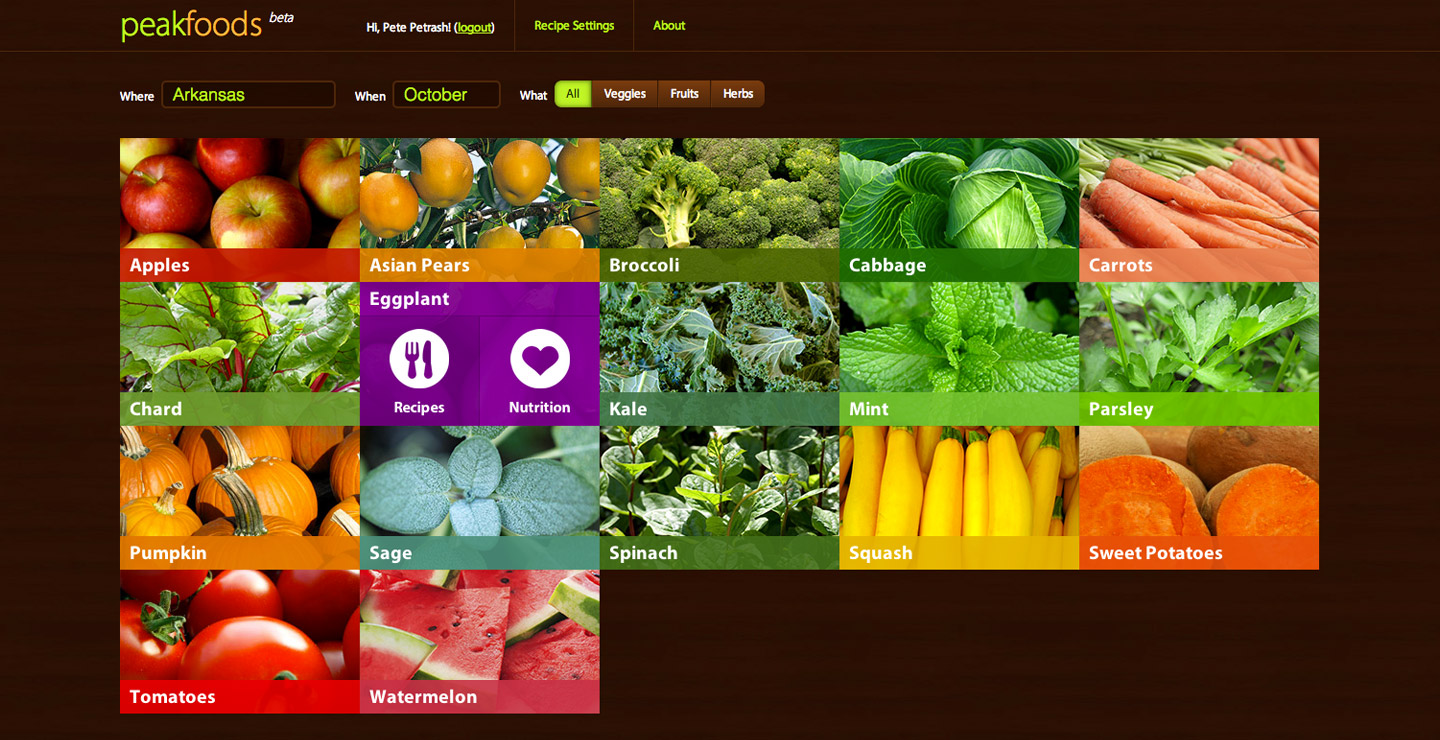 peakfoods beta
Hi, Pete Petrash! (logout)
Recipe Settings
About
Where Arkansas When October What All Veggies Fruits Herbs
Apples
Asian Pears
Broccoli
Cabbage
Carrots
Chard
Eggplant
Recipes
Nutrition
Kale
Mint
Parsley
Pumpkin
Sage
Spinach
Squash
Sweet Potatoes
Tomatoes
Watermelon